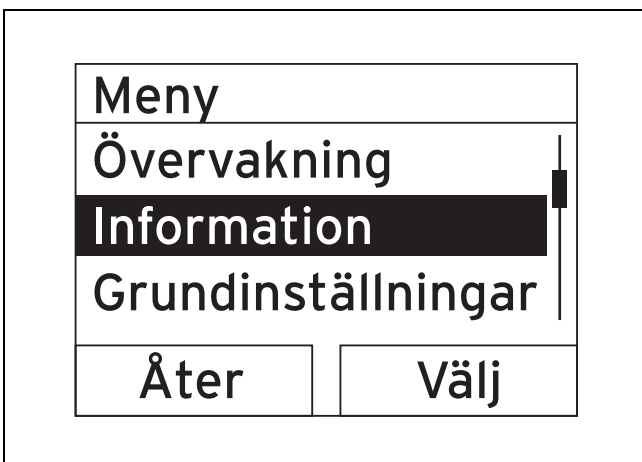 Meny
Övervakning
Information
Grundinställningar
Åter Välj